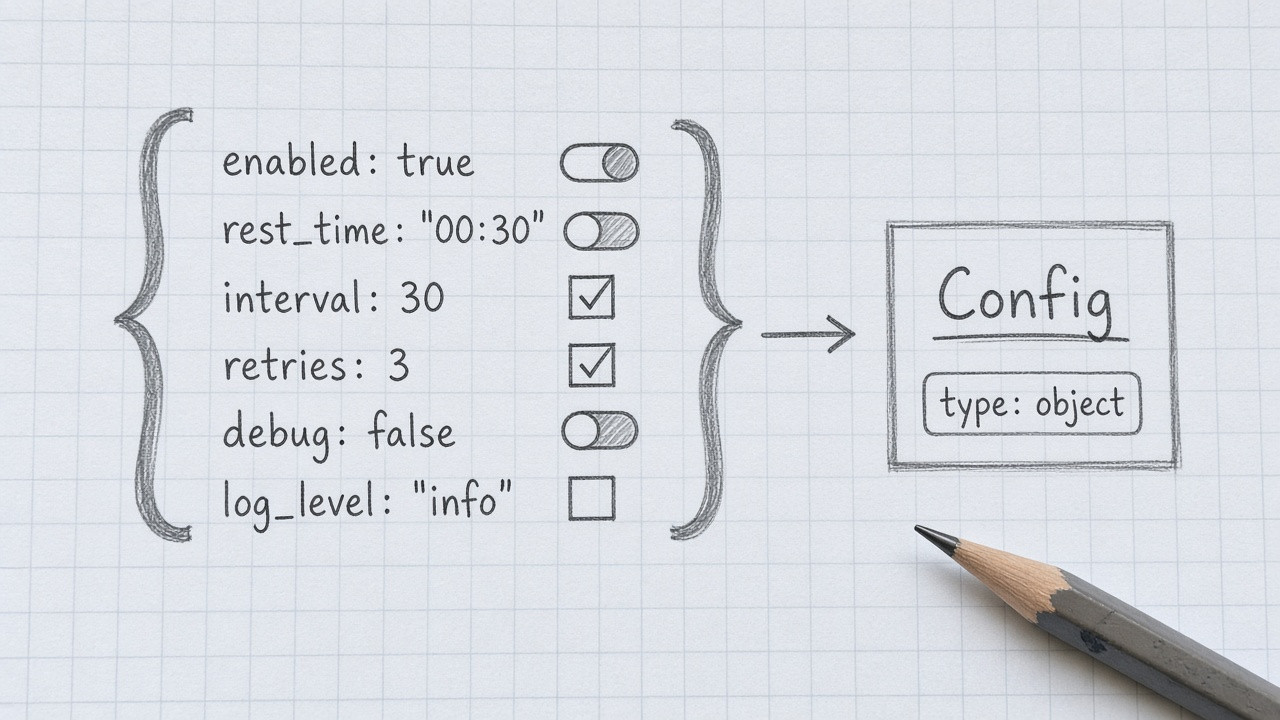 enabled: true
rest_time: "00:30"
interval: 30
retries: 3
debug: false
log_level: "info"
Config
type: object